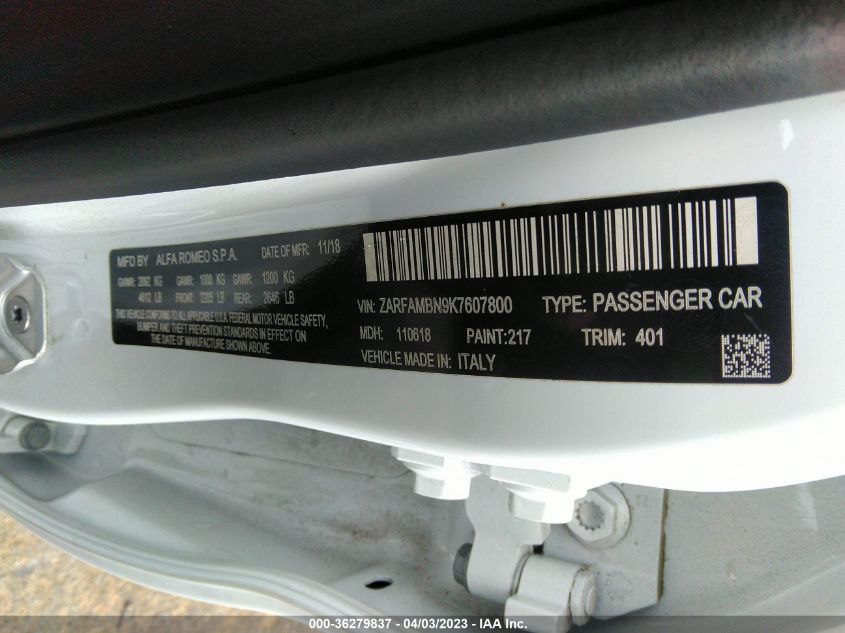 MFD BY ALFA ROMEO S.P.A. DATE OF MFR: 11/18
GVWR: 2092 KG GAWR: 1000 KG GAWR: 1200 KG
4612 LB FRONT: 2205 LB REAR: 2646 LB
THIS VEHICLE CONFORMS TO ALL APPLICABLE U.S.A. FEDERAL MOTOR VEHICLE SAFETY,
BUMPER AND THEFT PREVENTION STANDARDS IN EFFECT ON
THE DATE OF MANUFACTURE SHOWN ABOVE.
VIN: ZARFAMBN9K7607800 TYPE: PASSENGER CAR
MDH: 110618 PAINT:217 TRIM: 401
VEHICLE MADE IN: ITALY
000-36279837 - 04/03/2023 - IAA Inc.